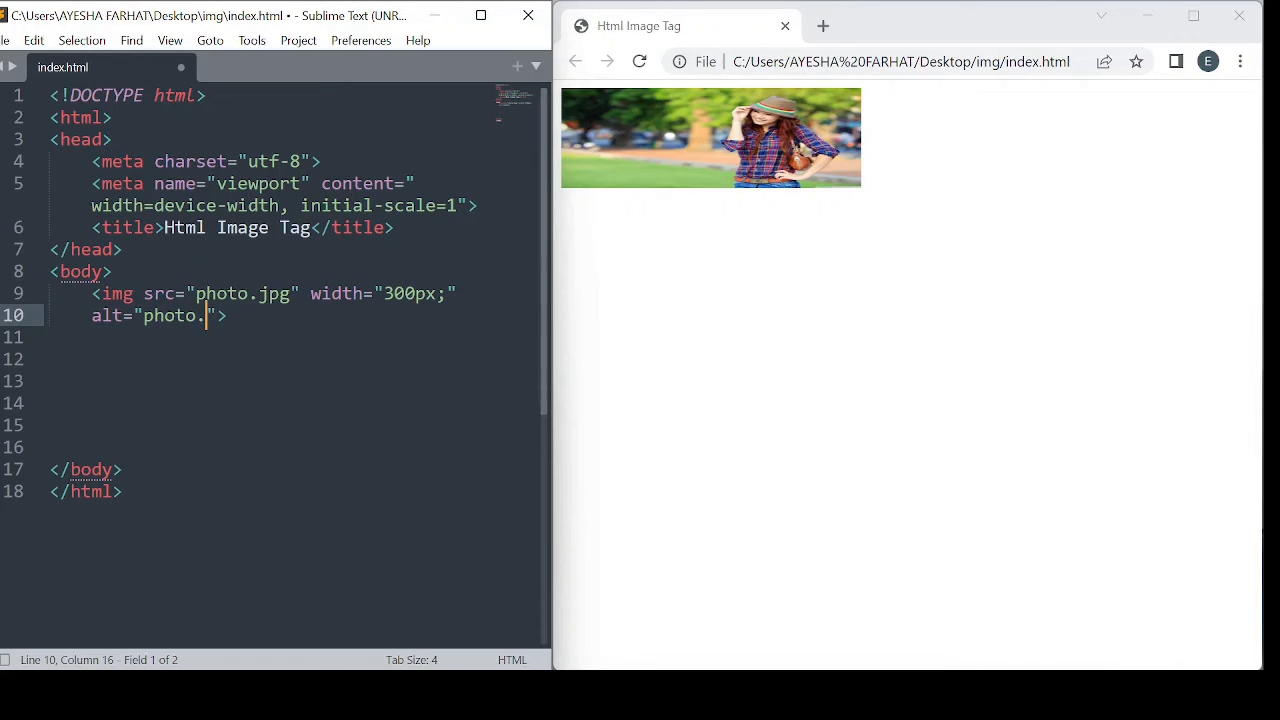 C:\Users\AYESHA FARHAT\Desktop\img\index.html • - Sublime Text (UNR...
Edit Selection Find View Goto Tools Project Preferences Help
index.html
1 <!DOCTYPE html>
2 <html>
3 <head>
4 <meta charset="utf-8">
5 <meta name="viewport" content="
width=device-width, initial-scale=1">
6 <title>Html Image Tag</title>
7 </head>
8 <body>
9 <img src="photo.jpg" width="300px;"
10 alt="photo.">
11
12
13
14
15
16
17 </body>
18 </html>
Line 10, Column 16 - Field 1 of 2
Tab Size: 4
HTML
Html Image Tag
File
C:/Users/AYESHA%20FARHAT/Desktop/img/index.html
E